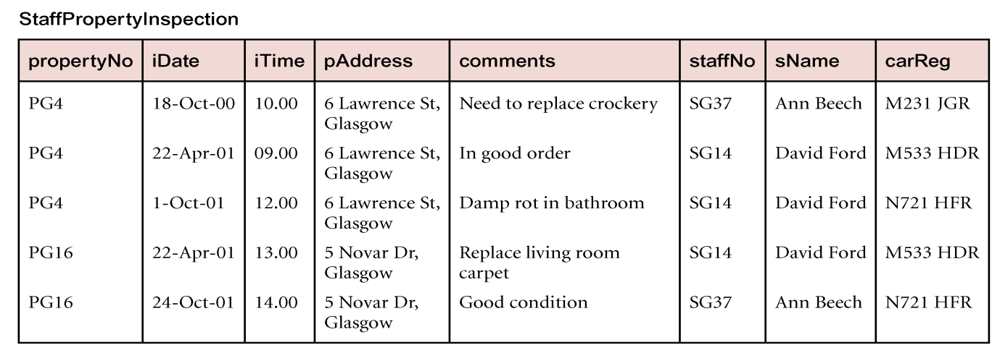 StaffPropertyInspection
propertyNo iDate iTime pAddress comments staffNo sName carReg
PG4 18-Oct-00 10.00 6 Lawrence St, Need to replace crockery SG37 Ann Beech M231 JGR
Glasgow
PG4 22-Apr-01 09.00 6 Lawrence St, In good order SG14 David Ford M533 HDR
Glasgow
PG4 1-Oct-01 12.00 6 Lawrence St, Damp rot in bathroom SG14 David Ford N721 HFR
Glasgow
PG16 22-Apr-01 13.00 5 Novar Dr, Replace living room SG14 David Ford M533 HDR
Glasgow carpet
PG16 24-Oct-01 14.00 5 Novar Dr, Good condition SG37 Ann Beech N721 HFR
Glasgow